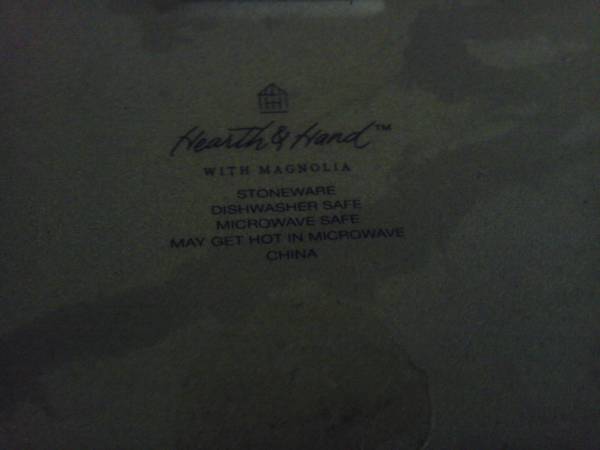 Hearth & Hand™
WITH MAGNOLIA
STONEWARE
DISHWASHER SAFE
MICROWAVE SAFE
MAY GET HOT IN MICROWAVE
CHINA